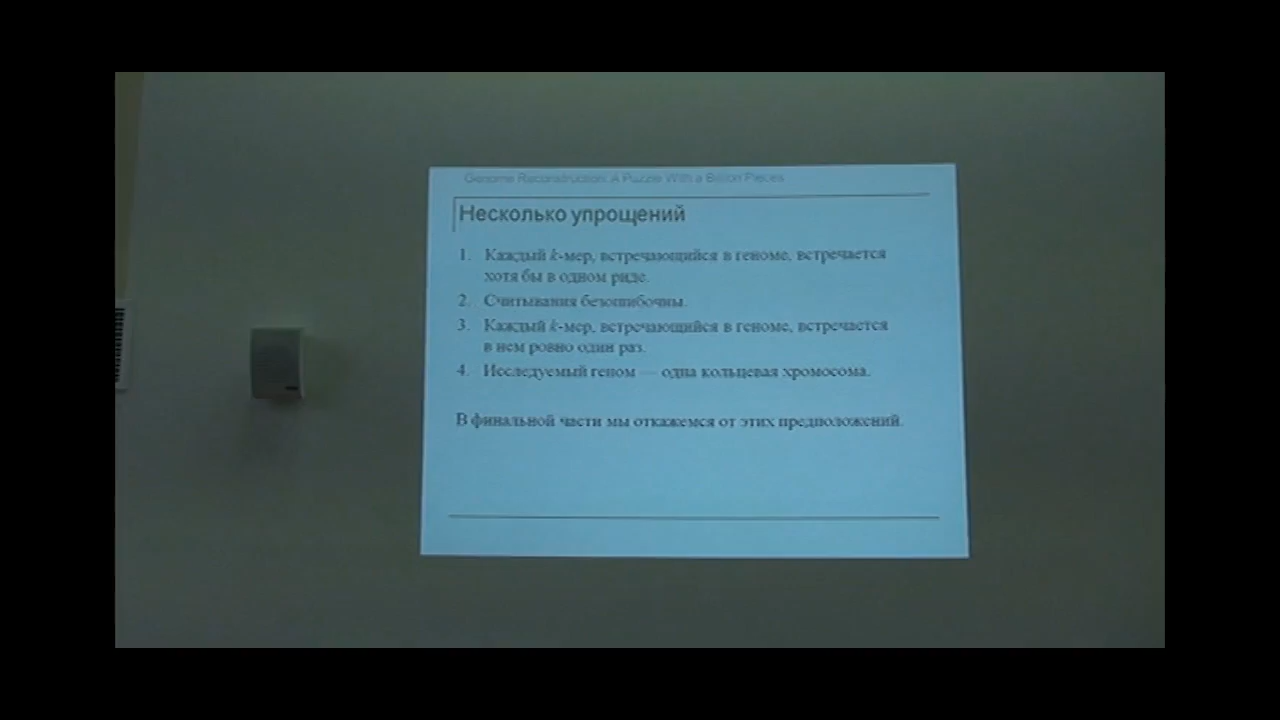 Genome Reconstruction: A Puzzle With a Billion Pieces
Несколько упрощений
1. Каждый k-мер, встречающийся в геноме, встречается
хотя бы в одном риде.
2. Считывания безошибочны.
3. Каждый k-мер, встречающийся в геноме, встречается
в нем ровно один раз.
4. Исследуемый геном — одна кольцевая хромосома.
В финальной части мы откажемся от этих предположений.